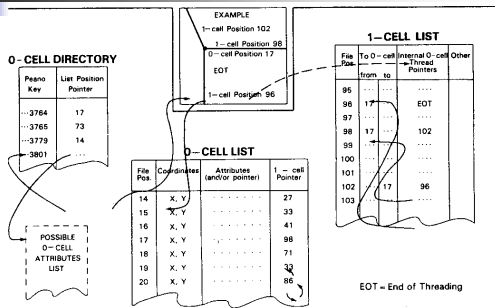 EXAMPLE
1-cell Position 102
1-cell Position 98
0-cell Position 17
EOT
1-cell Position 96
0-CELL DIRECTORY
Peano Key
List Position Pointer
···3764 17
···3765 73
···3779 14
···3801 ···
POSSIBLE
0-CELL
ATTRIBUTES
LIST
0-CELL LIST
File Pos. Coordinates Attributes (and/or pointer) 1-cell Pointer
14 X, Y ······ 27
15 X, Y ······ 33
16 X, Y ······ 41
17 X, Y ······ 98
18 X, Y ······ 71
19 X, Y ······ 33
20 X, Y ······ 86
1-CELL LIST
File Pos. To 0-cell Internal 0-cell Thread Pointers Other
from to
95 ··· ··· ···
96 17 ··· EOT
97 ··· ··· ···
98 17 ··· 102
99 ··· ··· ···
100 ··· ··· ···
101 ··· ··· ···
102 ··· 17 96
103 ··· ··· ···
EOT = End of Threading